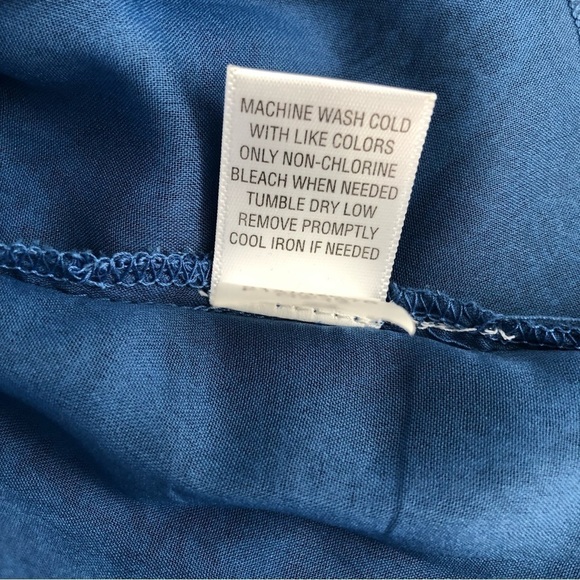 MACHINE WASH COLD
WITH LIKE COLORS
ONLY NON-CHLORINE
BLEACH WHEN NEEDED
TUMBLE DRY LOW
REMOVE PROMPTLY
COOL IRON IF NEEDED